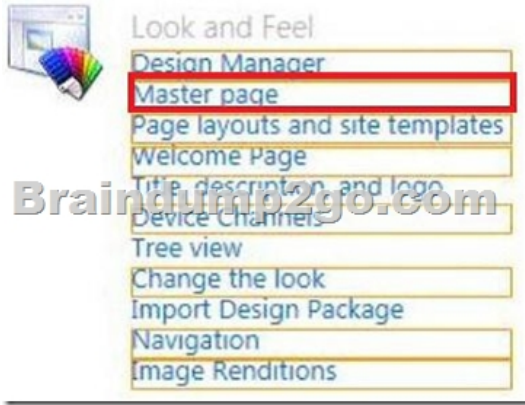 Look and Feel
Design Manager
Master page
Page layouts and site templates
Welcome Page
Title, description, and logo
Braindump2go.com
Device Channels
Tree view
Change the look
Import Design Package
Navigation
Image Renditions